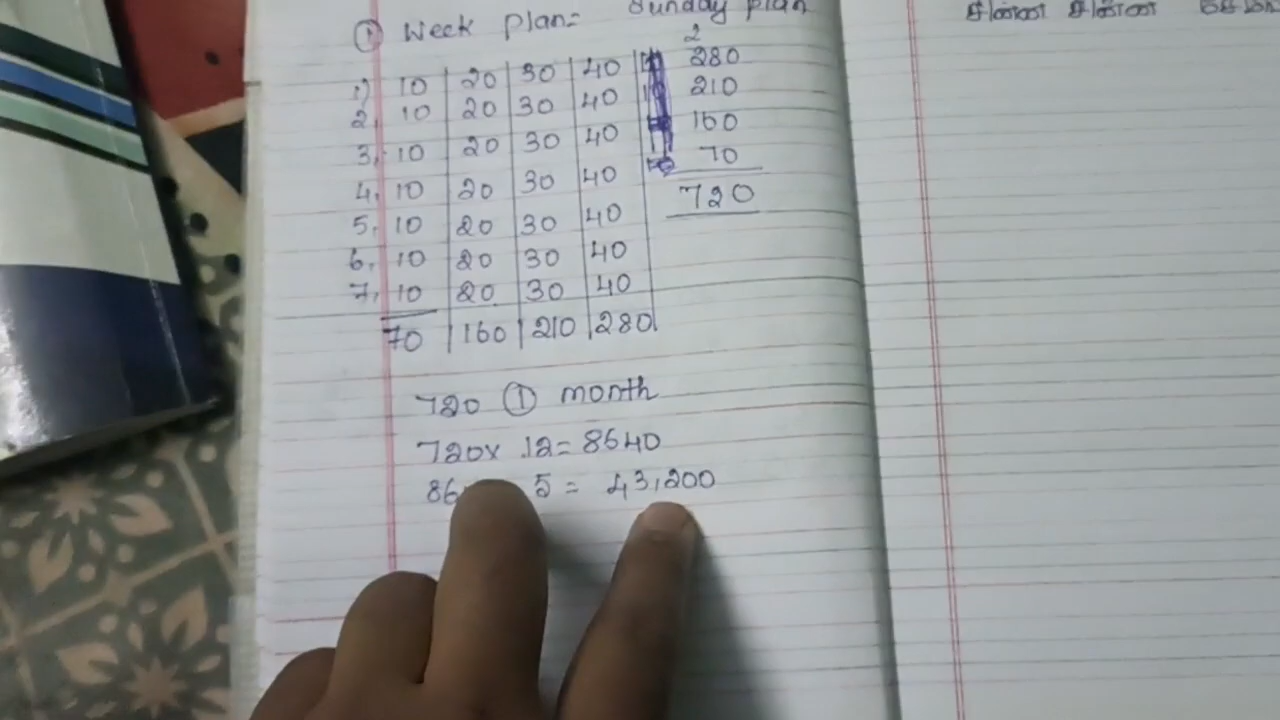 ① Week plan: Sunday plan
1) 10 20 30 40
2, 10 20 30 40
3, 10 20 30 40
4, 10 20 30 40
5, 10 20 30 40
6, 10 20 30 40
7, 10 20 30 40
70 160 210 280
2
280
210
160
70
720
720 ① month
720x 12= 8640
86 5 = 43,200
சின்ன சின்ன